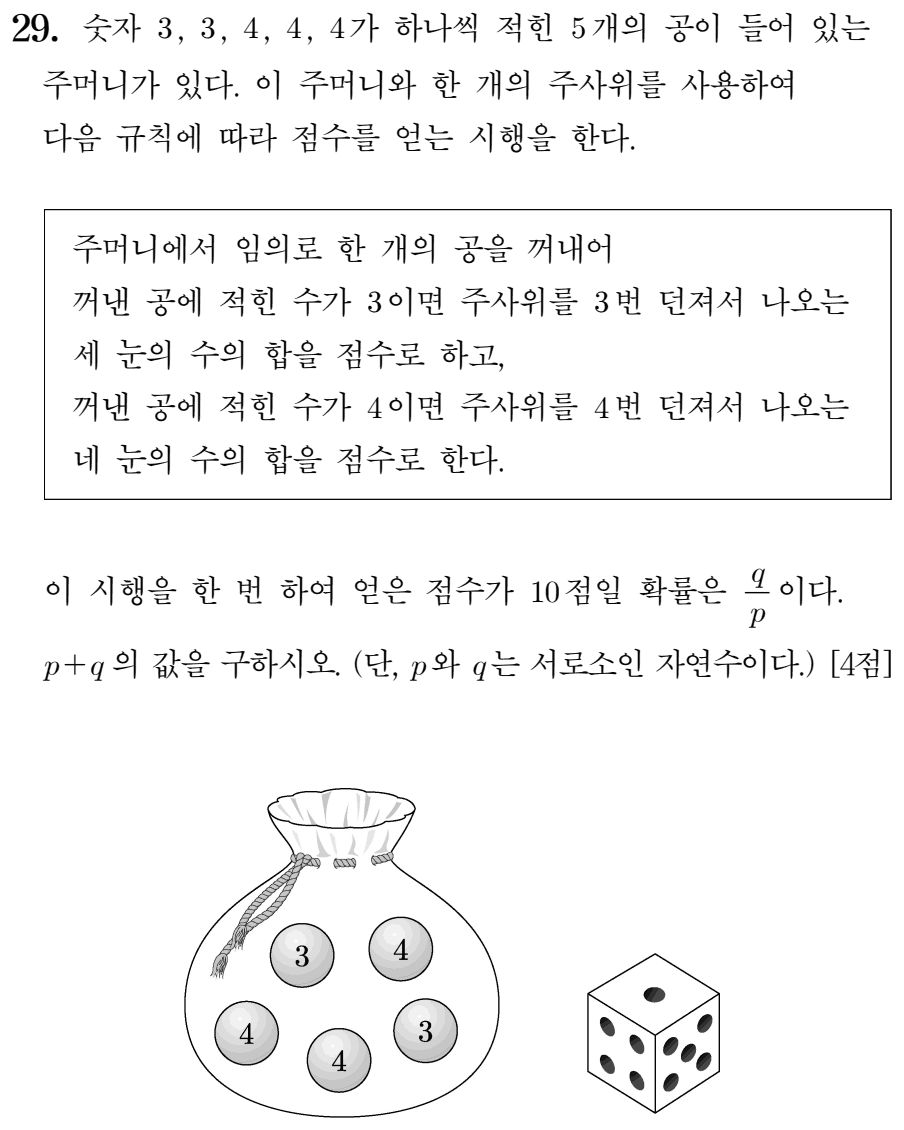 29. 숫자 3, 3, 4, 4, 4가 하나씩 적힌 5개의 공이 들어 있는
주머니가 있다. 이 주머니와 한 개의 주사위를 사용하여
다음 규칙에 따라 점수를 얻는 시행을 한다.
주머니에서 임의로 한 개의 공을 꺼내어
꺼낸 공에 적힌 수가 3이면 주사위를 3번 던져서 나오는
세 눈의 수의 합을 점수로 하고,
꺼낸 공에 적힌 수가 4이면 주사위를 4번 던져서 나오는
네 눈의 수의 합을 점수로 한다.
이 시행을 한 번 하여 얻은 점수가 10점일 확률은 q/p 이다.
p+q의 값을 구하시오. (단, p와 q는 서로소인 자연수이다.) [4점]
3 4
4 4 3